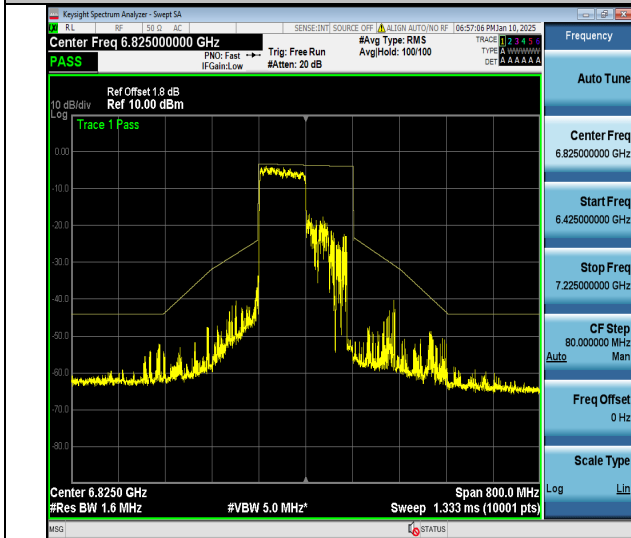 Keysight Spectrum Analyzer - Swept SA
RL RF 50 Ω AC SENSE:INT SOURCE OFF ALIGN AUTO/NO RF 06:57:06 PM Jan 10, 2025
Center Freq 6.825000000 GHz
PASS
PNO: Fast
IFGain:Low
Trig: Free Run
#Atten: 20 dB
#Avg Type: RMS
Avg|Hold: 100/100
TRACE 1 2 3 4 5 6
TYPE A WWWWW
DET A A A A A A
Ref Offset 1.8 dB
10 dB/div Ref 10.00 dBm
Log
Trace 1 Pass
0.00
-10.0
-20.0
-30.0
-40.0
-50.0
-60.0
-70.0
-80.0
Center 6.8250 GHz Span 800.0 MHz
#Res BW 1.6 MHz #VBW 5.0 MHz* Sweep 1.333 ms (10001 pts)
MSG STATUS
Frequency
Auto Tune
Center Freq
6.825000000 GHz
Start Freq
6.425000000 GHz
Stop Freq
7.225000000 GHz
CF Step
80.000000 MHz
Auto Man
Freq Offset
0 Hz
Scale Type
Log Lin